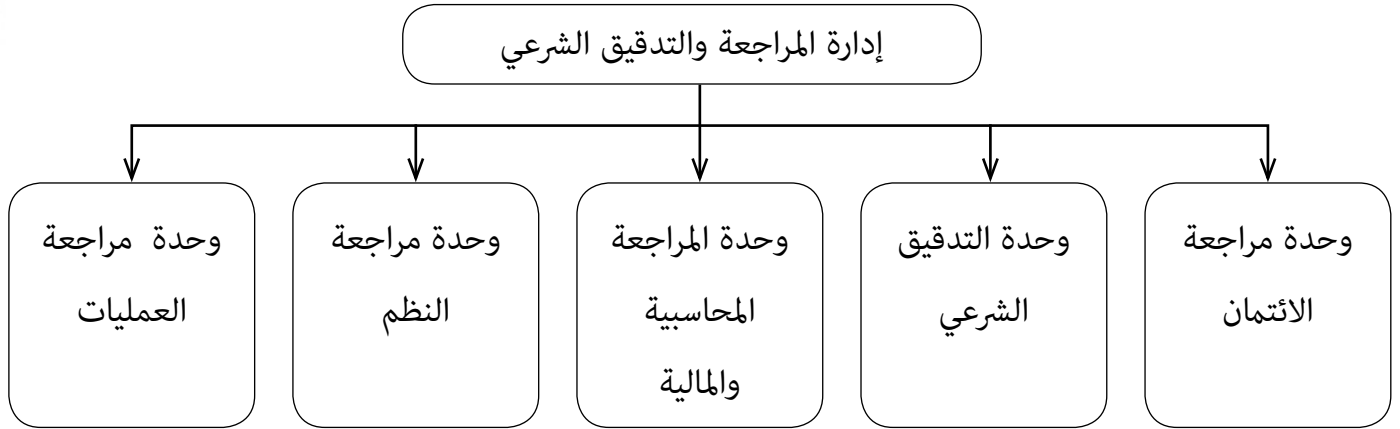 إدارة المراجعة والتدقيق الشرعي
وحدة مراجعة
الائتمان
وحدة التدقيق
الشرعي
وحدة المراجعة
المحاسبية
والمالية
وحدة مراجعة
النظم
وحدة مراجعة
العمليات